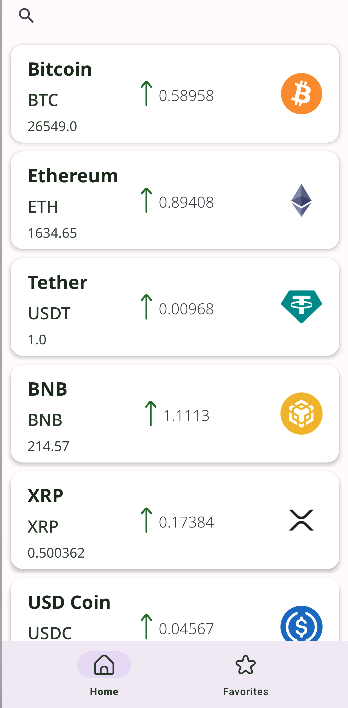 Bitcoin
BTC
26549.0
0.58958
Ethereum
ETH
1634.65
0.89408
Tether
USDT
1.0
0.00968
BNB
BNB
214.57
1.1113
XRP
XRP
0.500362
0.17384
USD Coin
USDC
0.04567
Home
Favorites